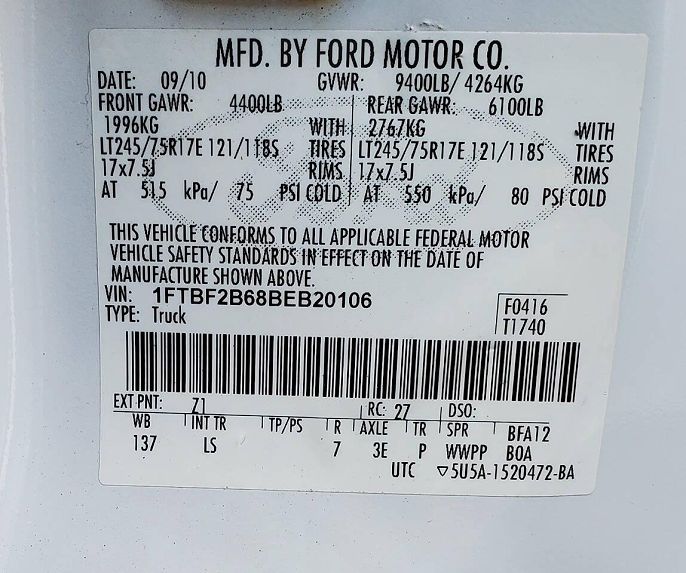 MFD. BY FORD MOTOR CO.
DATE: 09/10 GVWR: 9400LB/ 4264KG
FRONT GAWR: 4400LB REAR GAWR: 6100LB
1996KG WITH 2767KG WITH
LT245/75R17E 121/118S TIRES LT245/75R17E 121/118S TIRES
17x7.5J RIMS 17x7.5J RIMS
AT 515 kPa/ 75 PSI COLD AT 550 kPa/ 80 PSI COLD
THIS VEHICLE CONFORMS TO ALL APPLICABLE FEDERAL MOTOR
VEHICLE SAFETY STANDARDS IN EFFECT ON THE DATE OF
MANUFACTURE SHOWN ABOVE.
VIN: 1FTBF2B68BEB20106 F0416
TYPE: Truck T1740
EXT PNT: Z1 RC: 27 DSO:
WB INT TR TP/PS R AXLE TR SPR BFA12
137 LS 7 3E P WWPP BOA
UTC ▽5U5A-1520472-BA